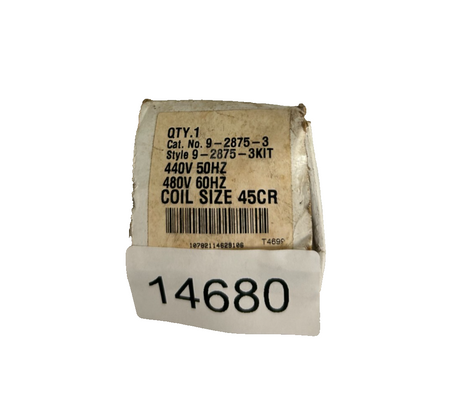 QTY.1
Cat. No. 9-2875-3
Style 9-2875-3KIT
440V 50HZ
480V 60HZ
COIL SIZE 45CR
T4699
14680